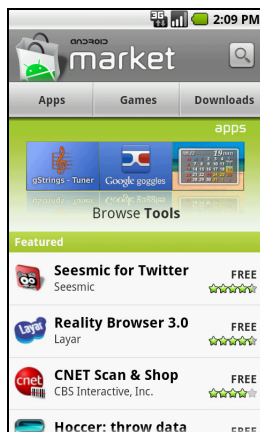 3G
2:09 PM
ANDROID
market
Apps Games Downloads
apps
gStrings - Tuner Google goggles
Browse Tools
Featured
Seesmic for Twitter
FREE
Seesmic
Reality Browser 3.0
FREE
Layar
Layar
CNET Scan & Shop
FREE
cnet
CBS Interactive, Inc.
Hoccer: throw data
FREE